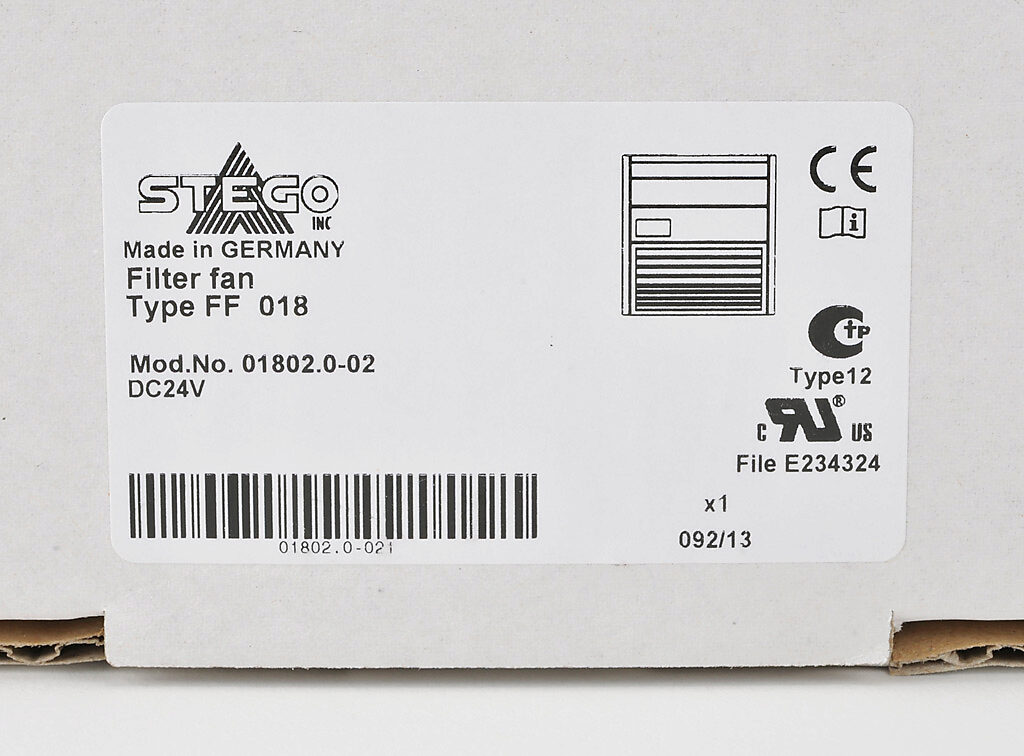 STEGO
INC
Made in GERMANY
Filter fan
Type FF 018
Mod.No. 01802.0-02
DC24V
01802.0-021
CE
i
Type12
C RU® US
File E234324
x1
092/13